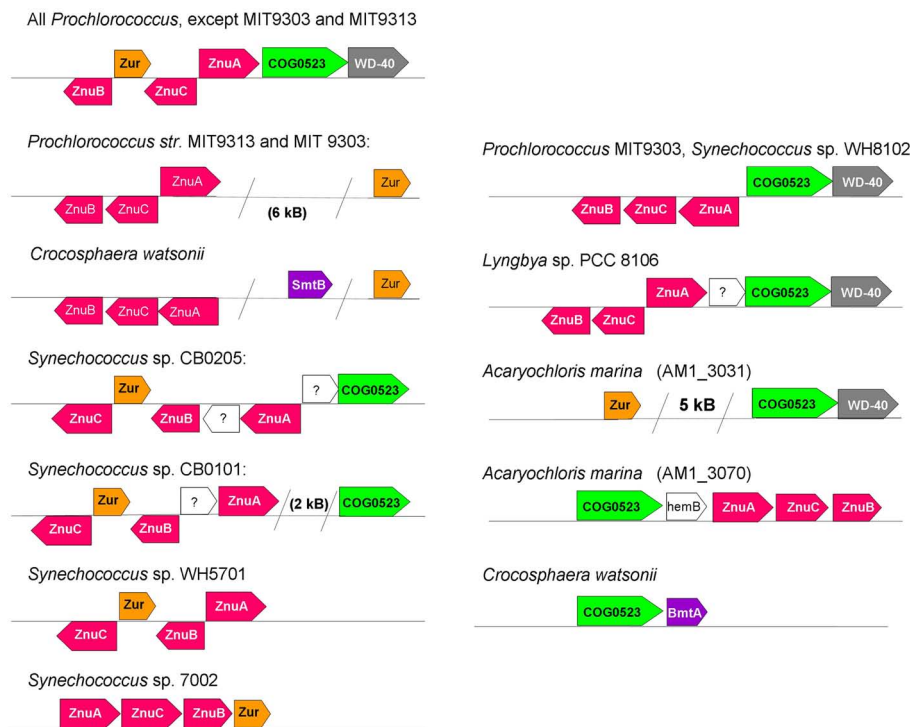 All Prochlorococcus, except MIT9303 and MIT9313
Zur ZnuA COG0523 WD-40
ZnuB ZnuC
Prochlorococcus str. MIT9313 and MIT 9303:
ZnuA Zur
ZnuB ZnuC (6 kB)
Crocosphaera watsonii
SmtB Zur
ZnuB ZnuC ZnuA
Synechococcus sp. CB0205:
Zur ? COG0523
ZnuC ZnuB ? ZnuA
Synechococcus sp. CB0101:
Zur ? ZnuA (2 kB) COG0523
ZnuC ZnuB
Synechococcus sp. WH5701
Zur ZnuA
ZnuC ZnuB
Synechococcus sp. 7002
ZnuA ZnuC ZnuB Zur
Prochlorococcus MIT9303, Synechococcus sp. WH8102
COG0523 WD-40
ZnuB ZnuC ZnuA
Lyngbya sp. PCC 8106
ZnuA ? COG0523 WD-40
ZnuB ZnuC
Acaryochloris marina (AM1_3031)
Zur 5 kB COG0523 WD-40
Acaryochloris marina (AM1_3070)
COG0523 hemB ZnuA ZnuC ZnuB
Crocosphaera watsonii
COG0523 BmtA